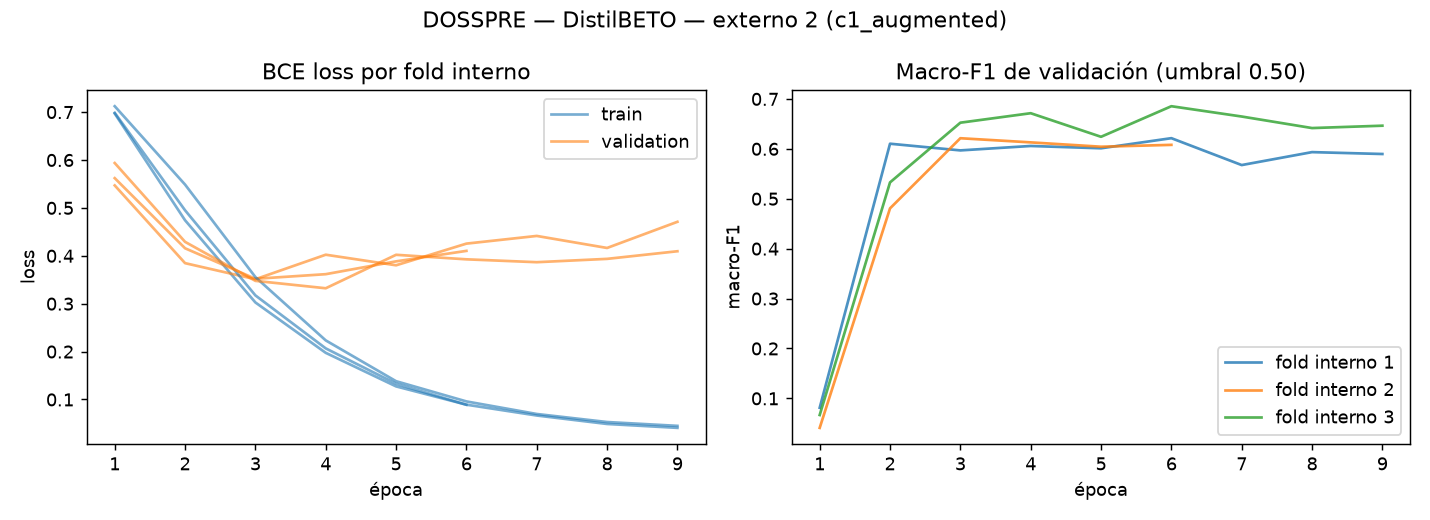 DOSSPRE — DistilBETO — externo 2 (c1_augmented)
BCE loss por fold interno
0.7
0.6
0.5
0.4
0.3
0.2
0.1
loss
1 2 3 4 5 6 7 8 9
época
train
validation
Macro-F1 de validación (umbral 0.50)
0.7
0.6
0.5
0.4
0.3
0.2
0.1
macro-F1
1 2 3 4 5 6 7 8 9
época
fold interno 1
fold interno 2
fold interno 3